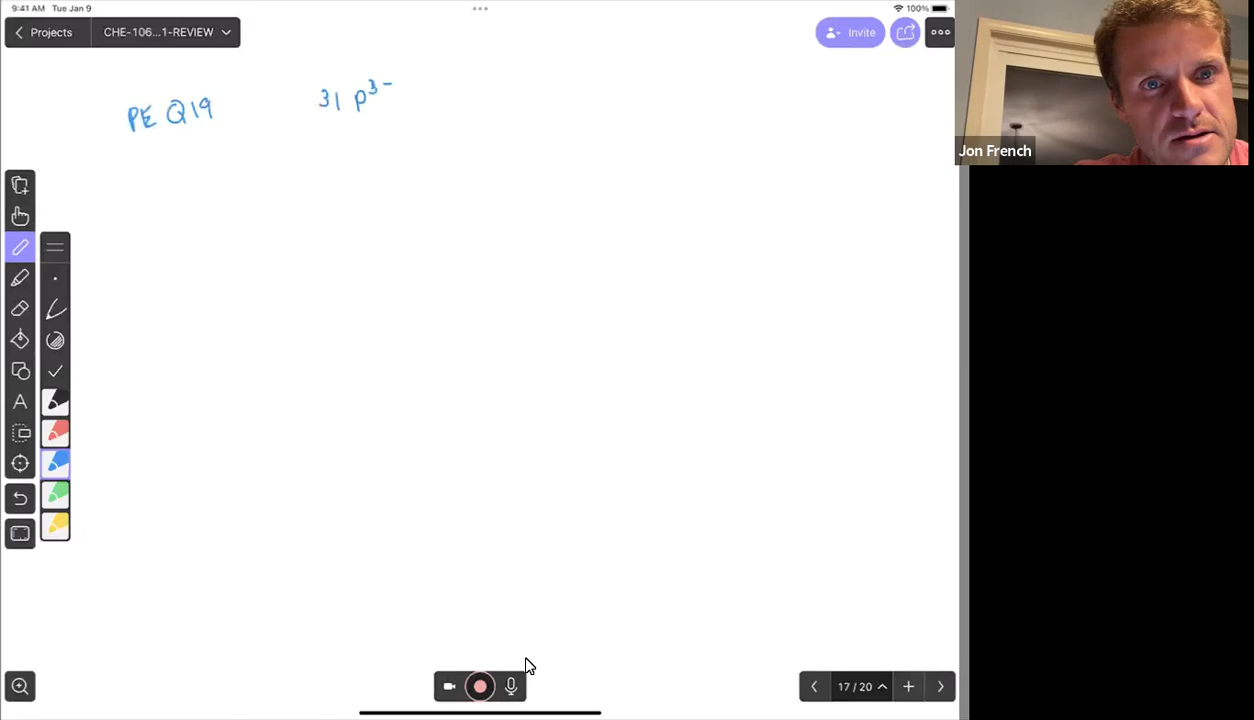 9:41 AM Tue Jan 9
100%
Projects
CHE-106...1-REVIEW
Invite
Jon French
PE Q19
31 P³⁻
A
17 / 20